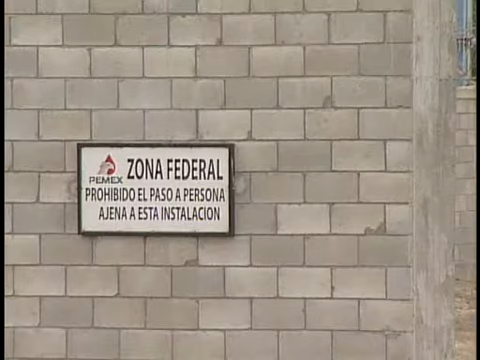 PEMEX ZONA FEDERAL
PROHIBIDO EL PASO A PERSONA
AJENA A ESTA INSTALACION